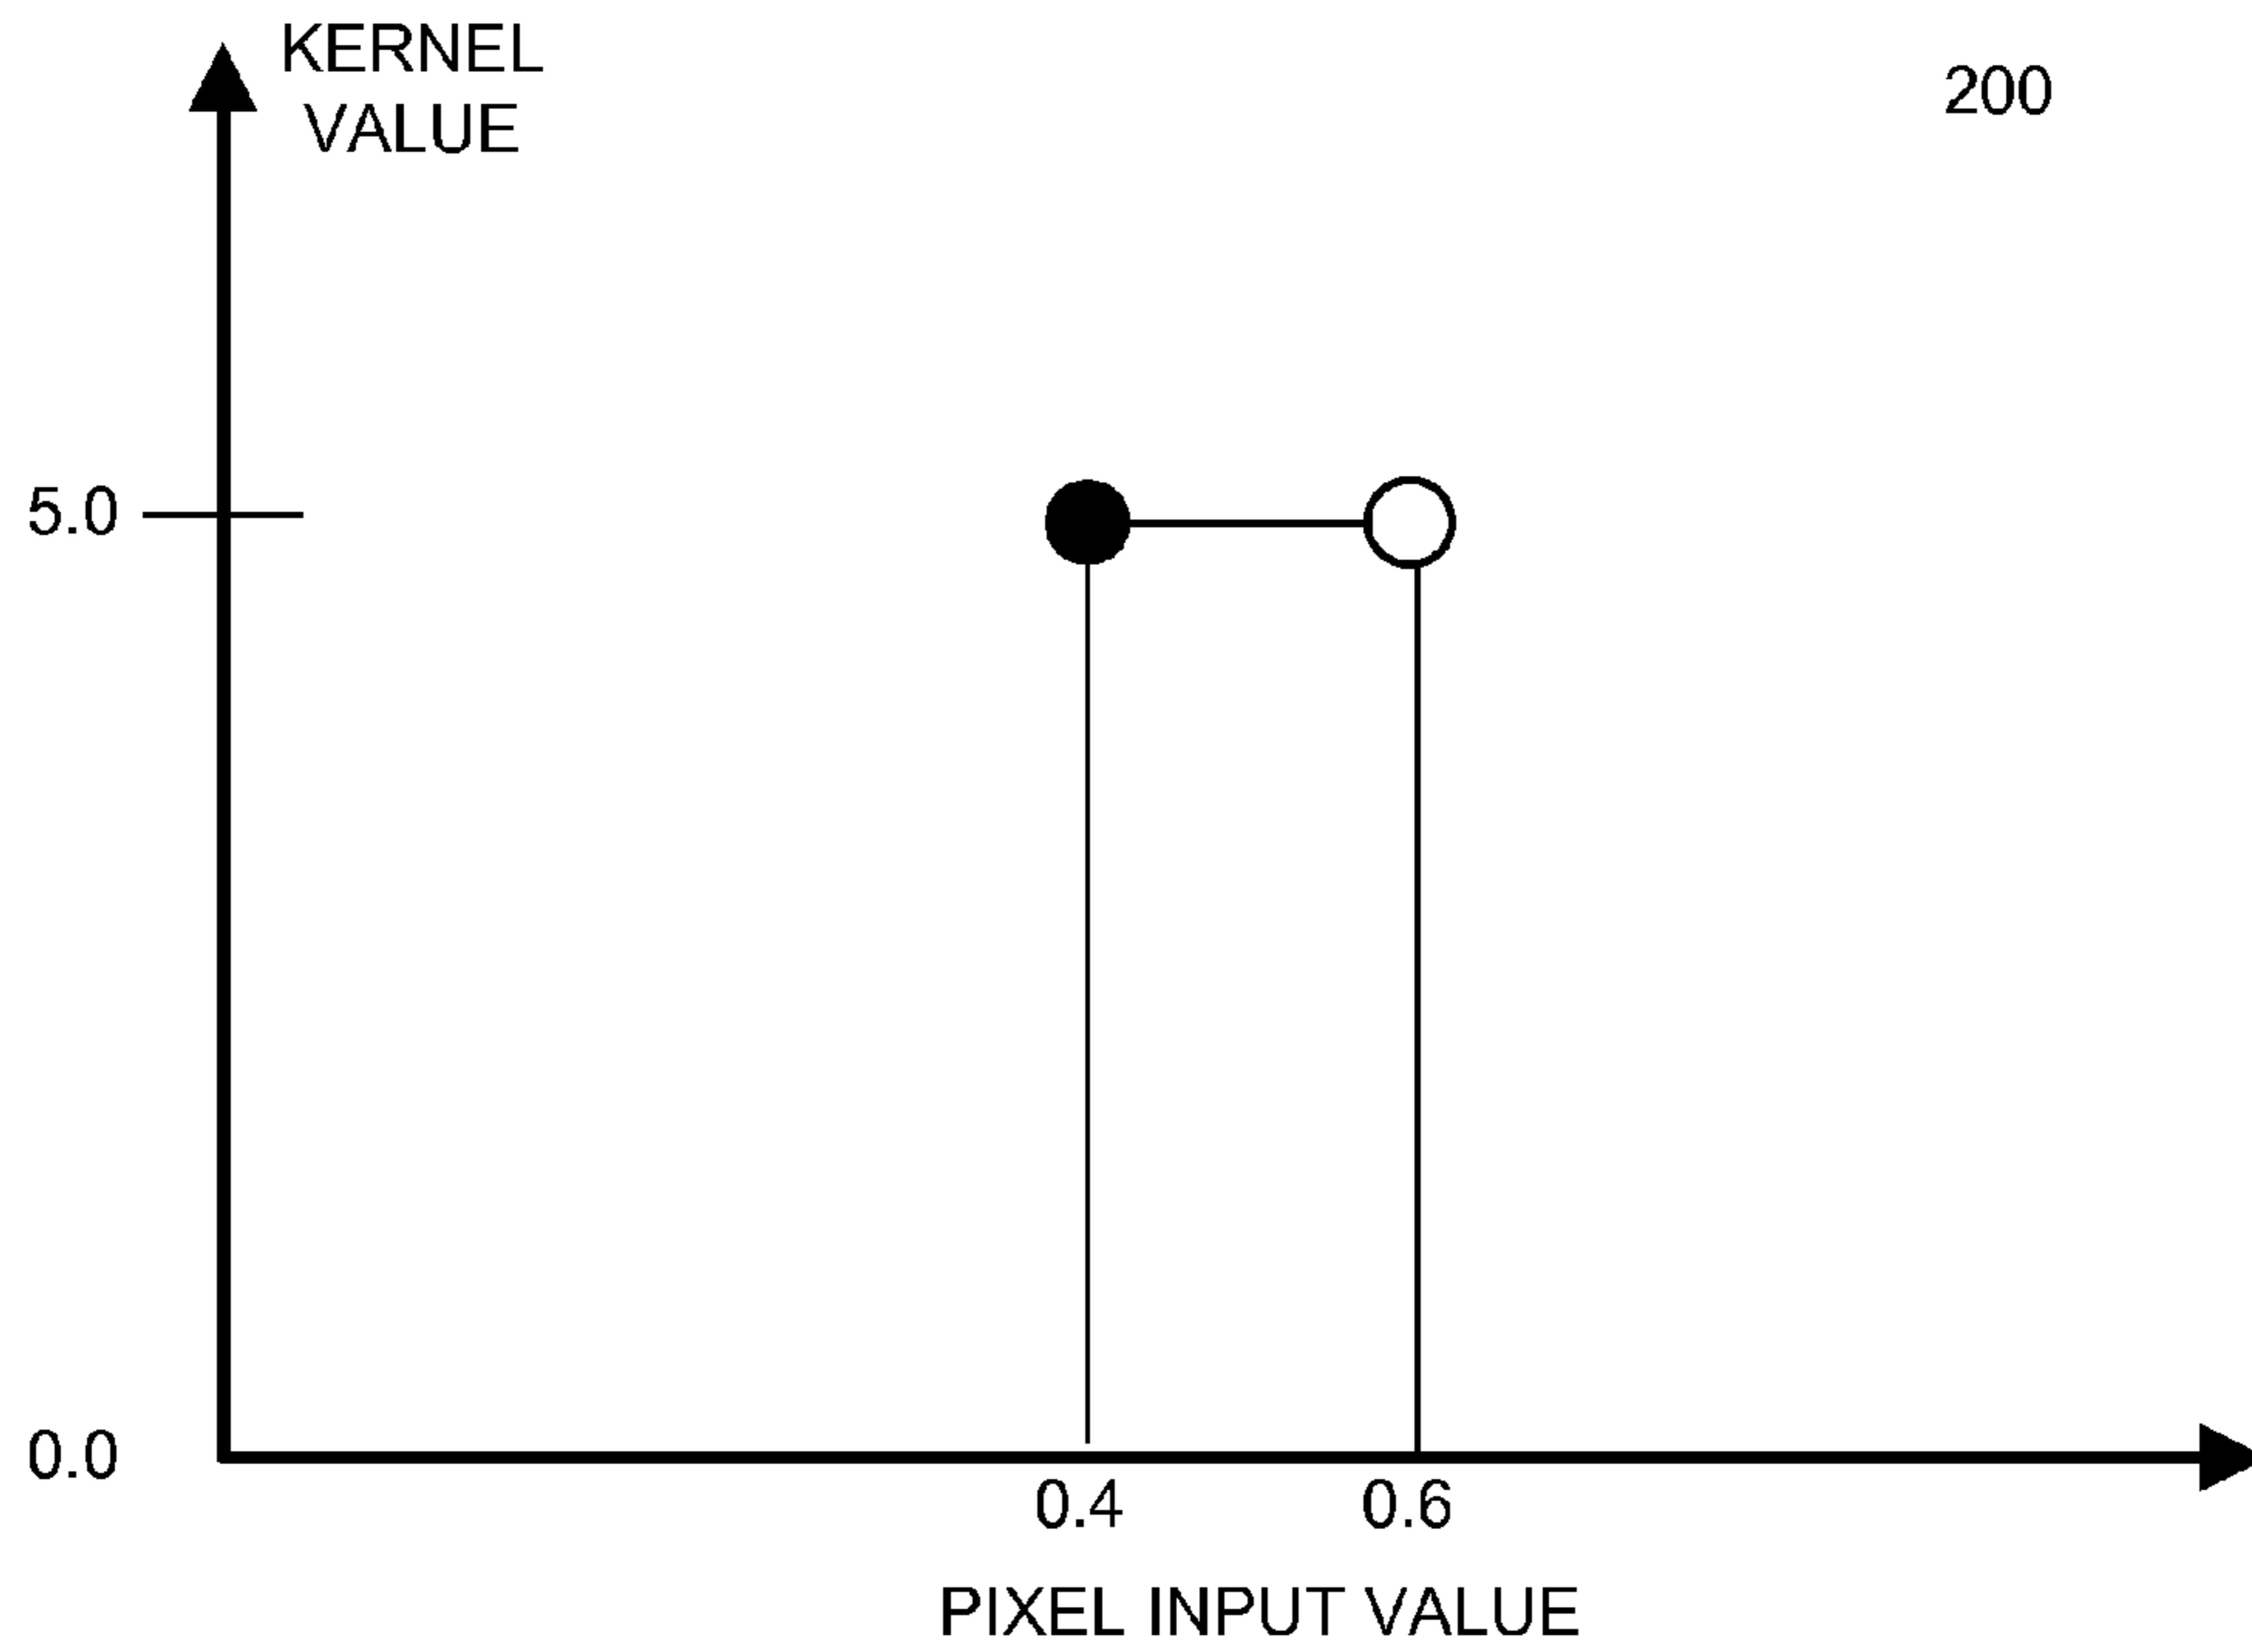 KERNEL
VALUE
200
5.0
0.0
0.4 0.6
PIXEL INPUT VALUE